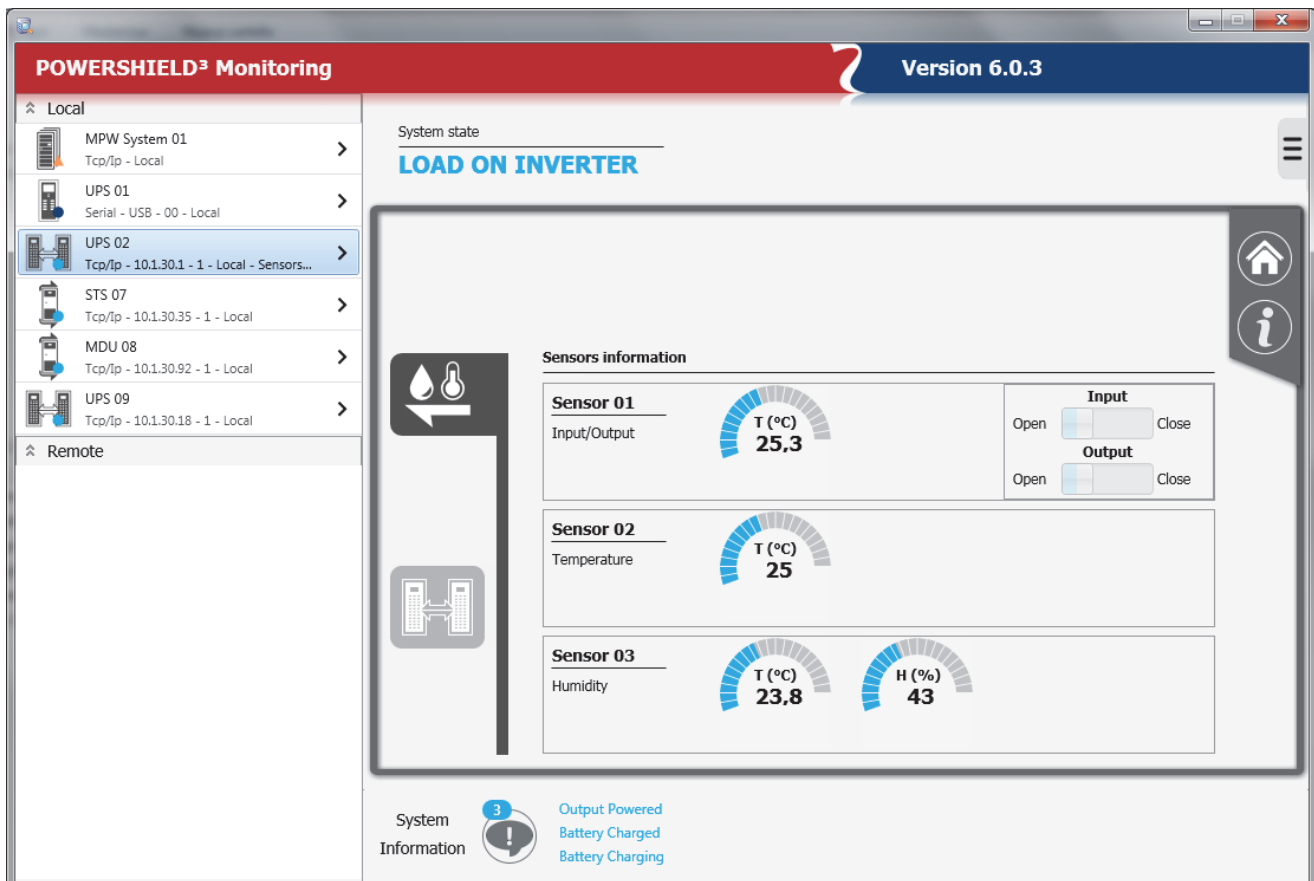 POWERSHIELD³ Monitoring
Version 6.0.3
Local
MPW System 01
Tcp/Ip - Local
UPS 01
Serial - USB - 00 - Local
UPS 02
Tcp/Ip - 10.1.30.1 - 1 - Local - Sensors...
STS 07
Tcp/Ip - 10.1.30.35 - 1 - Local
MDU 08
Tcp/Ip - 10.1.30.92 - 1 - Local
UPS 09
Tcp/Ip - 10.1.30.18 - 1 - Local
Remote
System state
LOAD ON INVERTER
Sensors information
Sensor 01
Input/Output
T (°C)
25,3
Input
Open Close
Output
Open Close
Sensor 02
Temperature
T (°C)
25
Sensor 03
Humidity
T (°C)
23,8
H (%)
43
System
Information
3
Output Powered
Battery Charged
Battery Charging